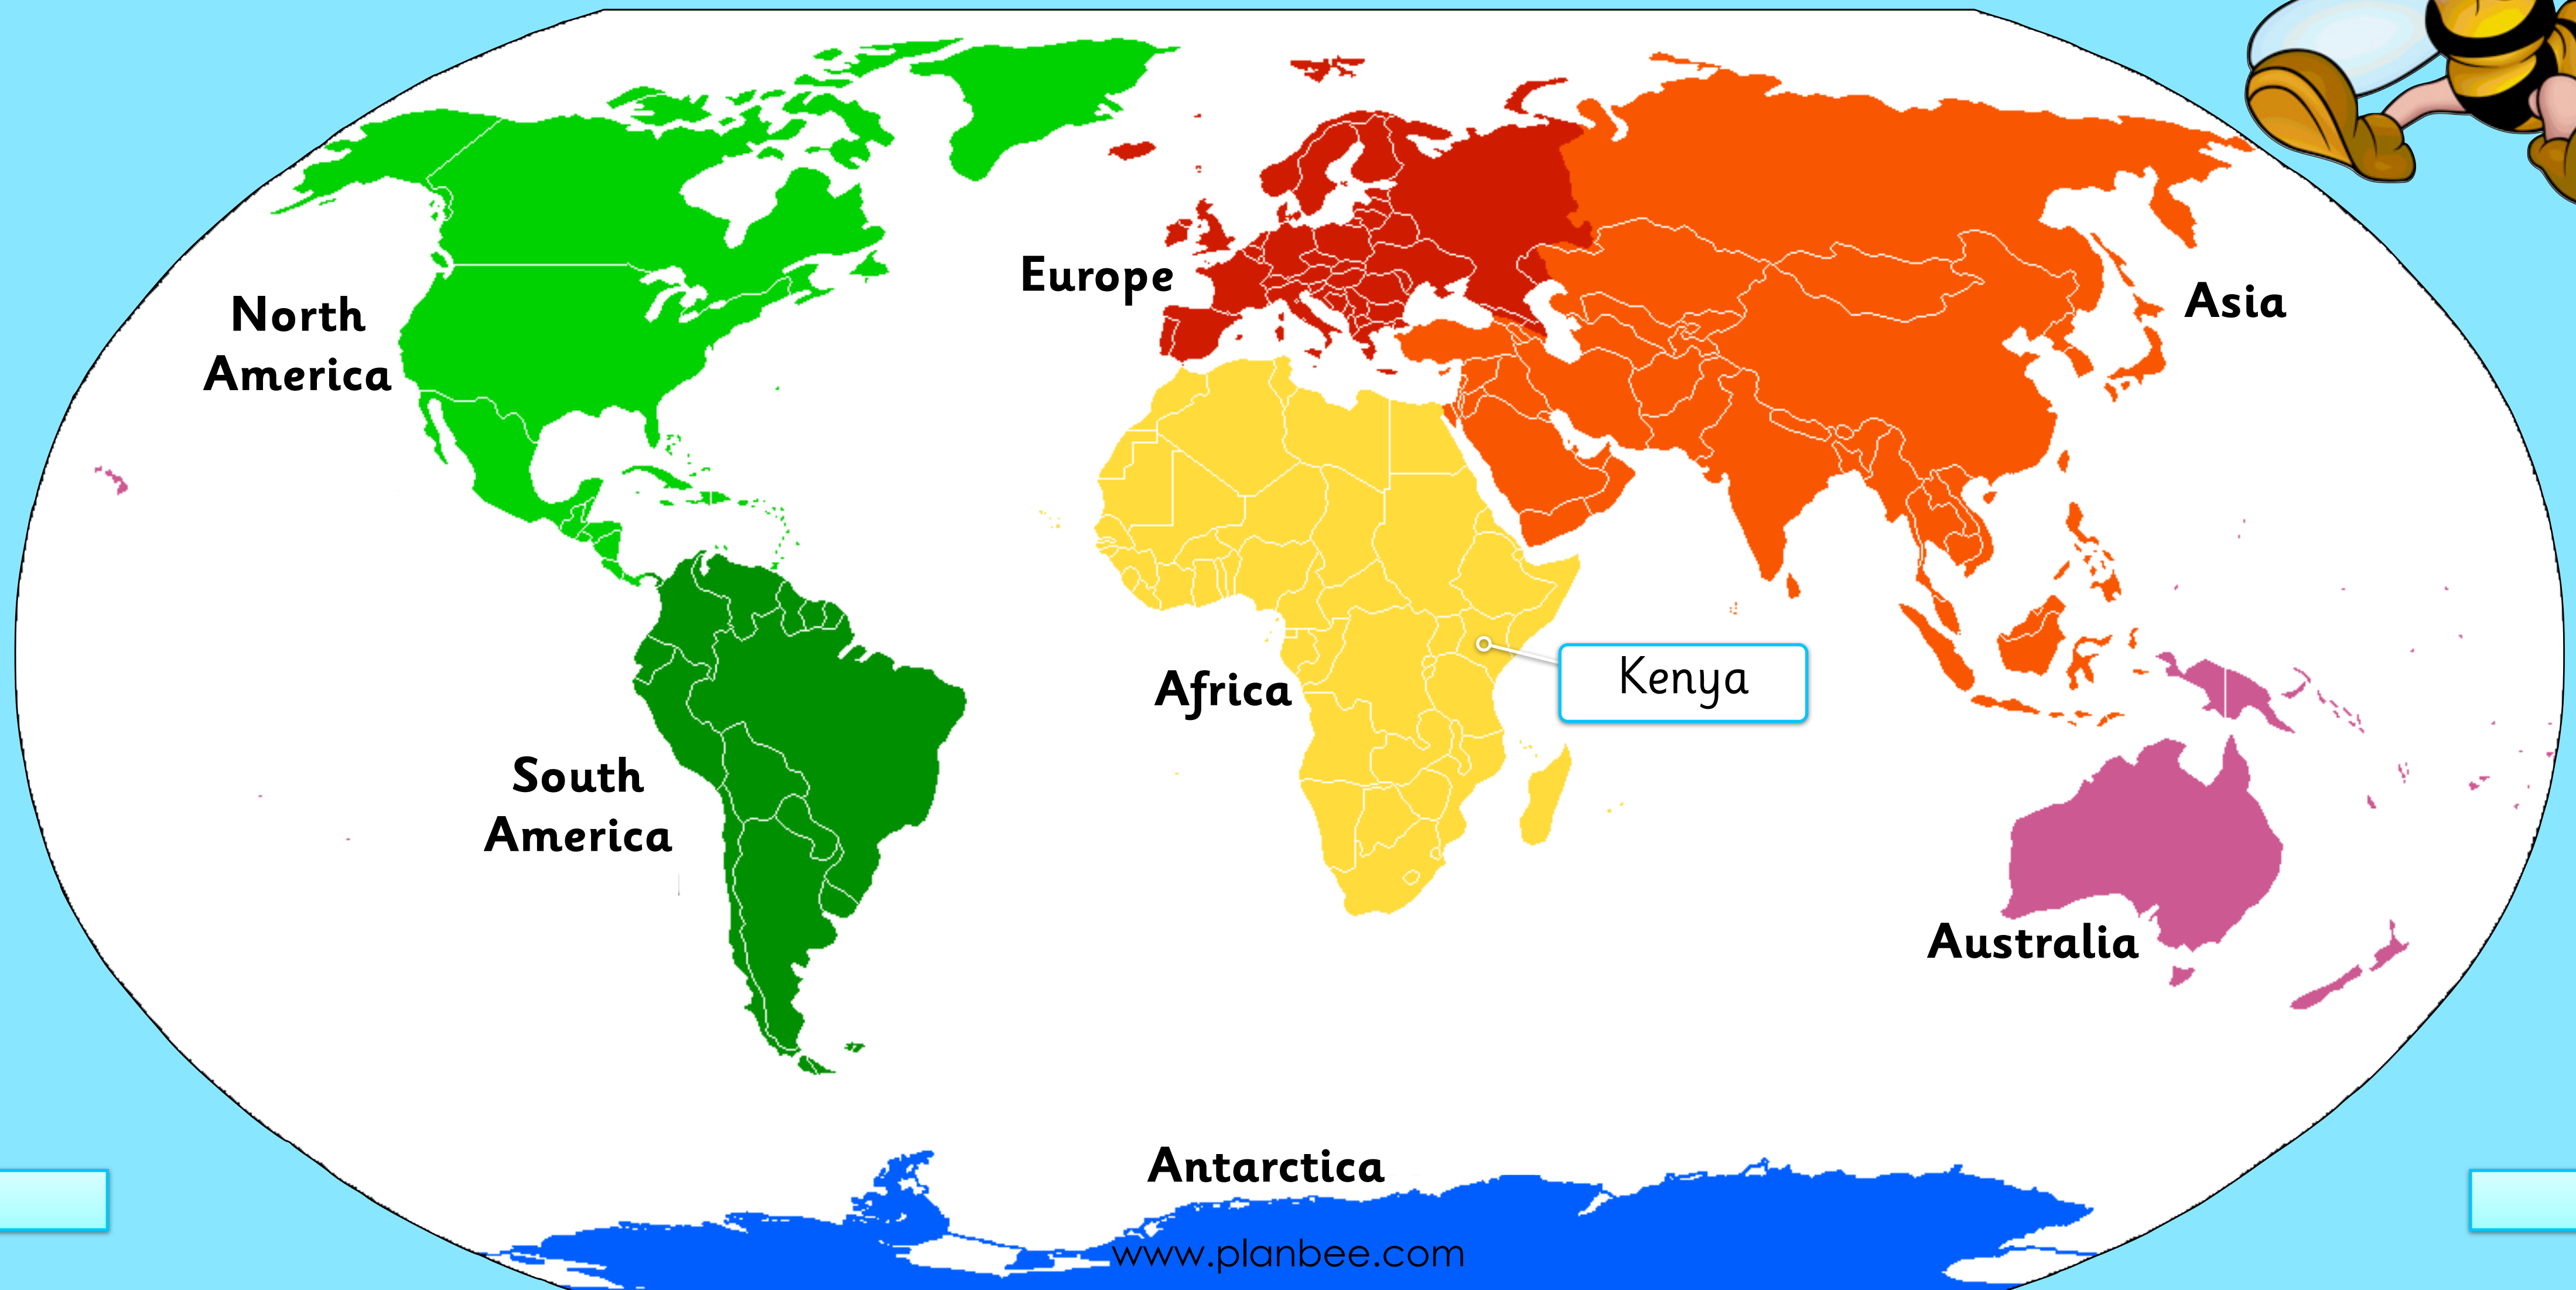 Europe
North
America
Asia
Africa
Kenya
South
America
Australia
Antarctica
www.planbee.com